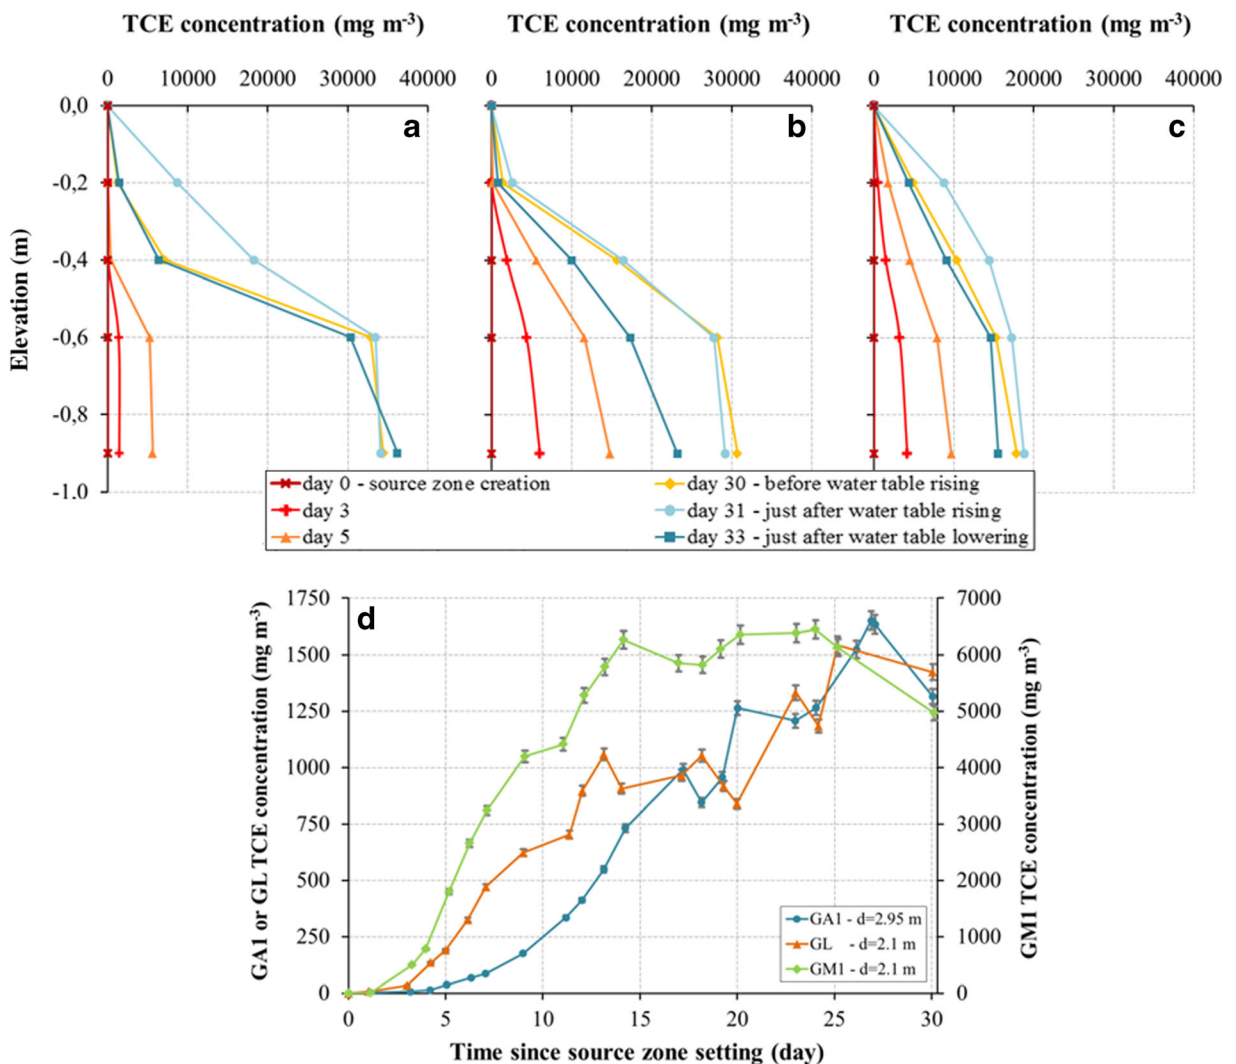 TCE concentration (mg m-3) TCE concentration (mg m-3) TCE concentration (mg m-3)
0 10000 20000 30000 40000 0 10000 20000 30000 40000 0 10000 20000 30000 40000
0,0
a b c
-0,2
-0,4
-0,6
-0,8
-1.0
Elevation (m)
day 0 - source zone creation
day 3
day 5
day 30 - before water table rising
day 31 - just after water table rising
day 33 - just after water table lowering
d
GA1 or GL TCE concentration (mg m-3)
1750
1500
1250
1000
750
500
250
0
7000
6000
5000
4000
3000
2000
1000
0
GM1 TCE concentration (mg m-3)
GA1 - d=2.95 m
GL - d=2.1 m
GM1 - d=2.1 m
0 5 10 15 20 25 30
Time since source zone setting (day)